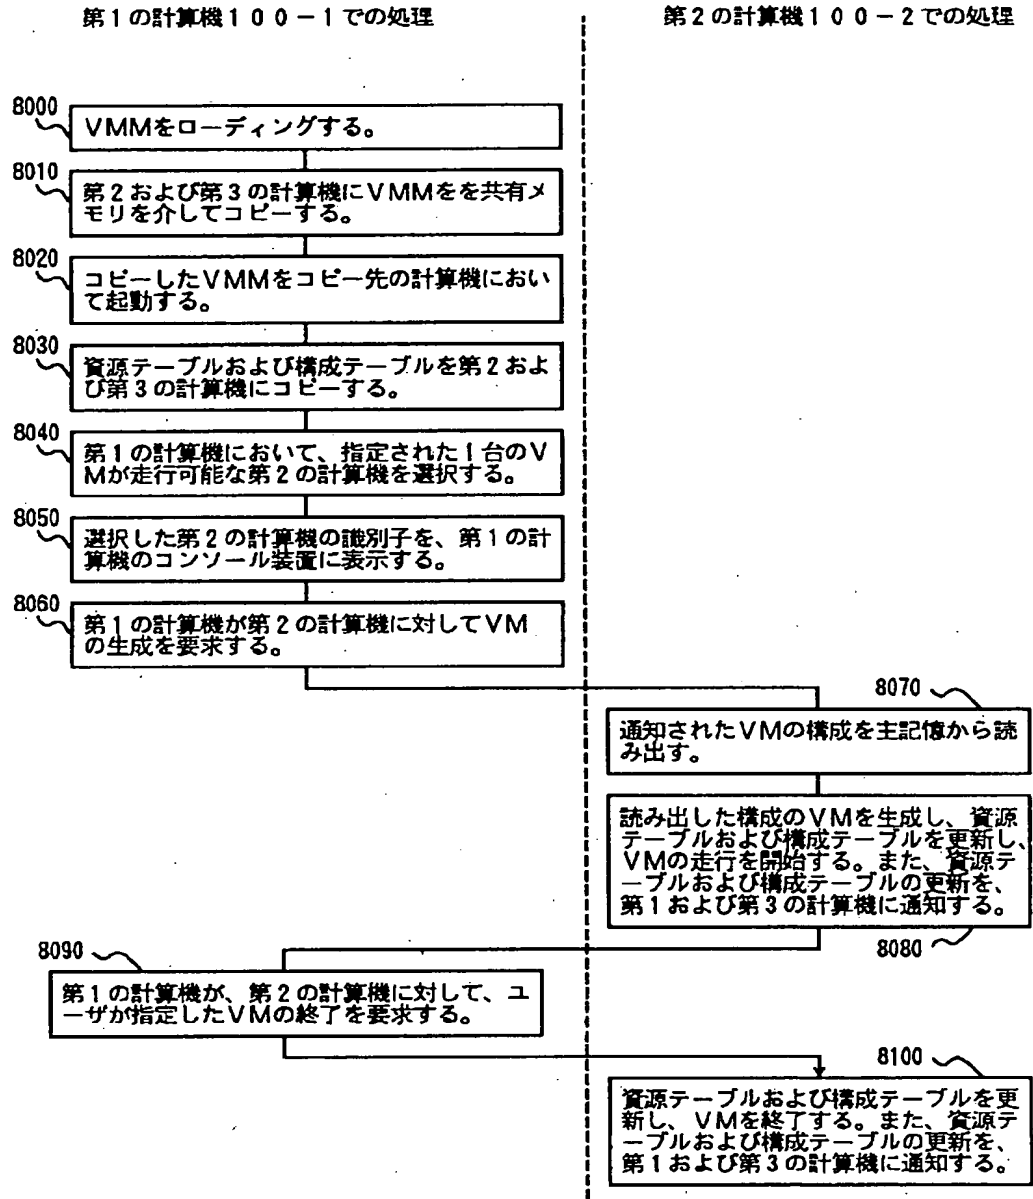 第1の計算機100-1での処理
第2の計算機100-2での処理
8000
VMMをローディングする。
8010
第2および第3の計算機にVMMをを共有メ
モリを介してコピーする。
8020
コピーしたVMMをコピー先の計算機におい
て起動する。
8030
資源テーブルおよび構成テーブルを第2およ
び第3の計算機にコピーする。
8040
第1の計算機において、指定された1台のV
Mが走行可能な第2の計算機を選択する。
8050
選択した第2の計算機の識別子を、第1の計
算機のコンソール装置に表示する。
8060
第1の計算機が第2の計算機に対してVM
の生成を要求する。
8070
通知されたVMの構成を主記憶から読
み出す。
読み出した構成のVMを生成し、資源
テーブルおよび構成テーブルを更新し、
VMの走行を開始する。また、資源テ
ーブルおよび構成テーブルの更新を、
第1および第3の計算機に通知する。
8080
8090
第1の計算機が、第2の計算機に対して、ユ
ーザが指定したVMの終了を要求する。
8100
資源テーブルおよび構成テーブルを更
新し、VMを終了する。また、資源テ
ーブルおよび構成テーブルの更新を、
第1および第3の計算機に通知する。